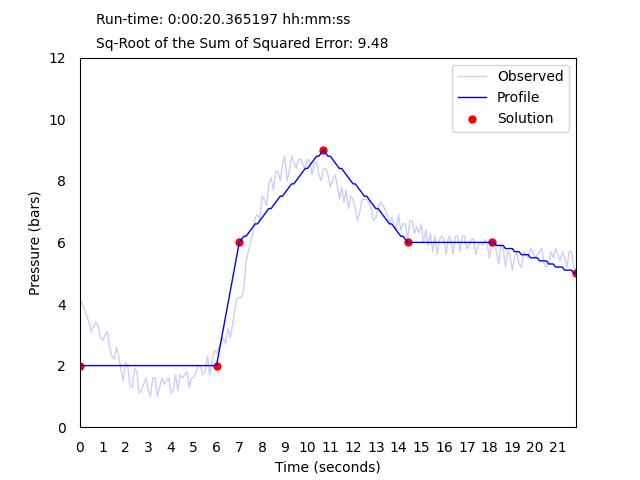 Run-time: 0:00:20.365197 hh:mm:ss
Sq-Root of the Sum of Squared Error: 9.48
12
10
8
6
4
2
0
Pressure (bars)
Observed
Profile
Solution
0 1 2 3 4 5 6 7 8 9 10 11 12 13 14 15 16 17 18 19 20 21
Time (seconds)